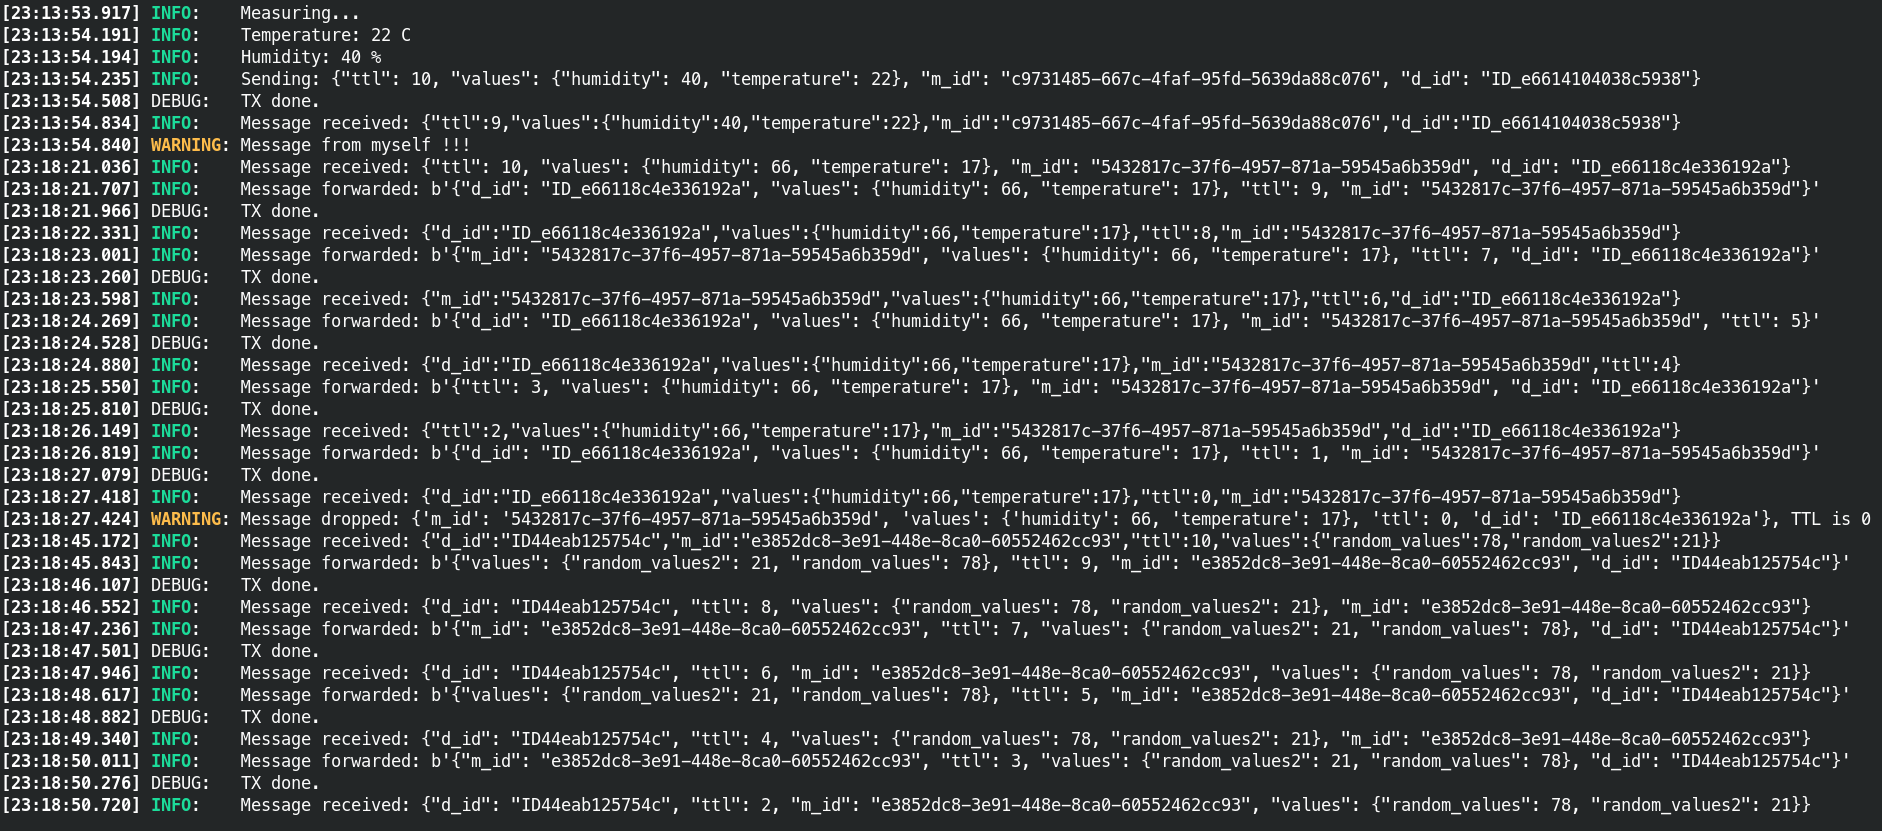 [23:13:53.917] INFO:    Measuring...
[23:13:54.191] INFO:    Temperature: 22 C
[23:13:54.194] INFO:    Humidity: 40 %
[23:13:54.235] INFO:    Sending: {"ttl": 10, "values": {"humidity": 40, "temperature": 22}, "m_id": "c9731485-667c-4faf-95fd-5639da88c076", "d_id": "ID_e6614104038c5938"}
[23:13:54.508] DEBUG:   TX done.
[23:13:54.834] INFO:    Message received: {"ttl":9,"values":{"humidity":40,"temperature":22},"m_id":"c9731485-667c-4faf-95fd-5639da88c076","d_id":"ID_e6614104038c5938"}
[23:13:54.840] WARNING: Message from myself !!!
[23:18:21.036] INFO:    Message received: {"ttl": 10, "values": {"humidity": 66, "temperature": 17}, "m_id": "5432817c-37f6-4957-871a-59545a6b359d", "d_id": "ID_e66118c4e336192a"}
[23:18:21.707] INFO:    Message forwarded: b'{"d_id": "ID_e66118c4e336192a", "values": {"humidity": 66, "temperature": 17}, "ttl": 9, "m_id": "5432817c-37f6-4957-871a-59545a6b359d"}'
[23:18:21.966] DEBUG:   TX done.
[23:18:22.331] INFO:    Message received: {"d_id":"ID_e66118c4e336192a","values":{"humidity":66,"temperature":17},"ttl":8,"m_id":"5432817c-37f6-4957-871a-59545a6b359d"}
[23:18:23.001] INFO:    Message forwarded: b'{"m_id": "5432817c-37f6-4957-871a-59545a6b359d", "values": {"humidity": 66, "temperature": 17}, "ttl": 7, "d_id": "ID_e66118c4e336192a"}'
[23:18:23.260] DEBUG:   TX done.
[23:18:23.598] INFO:    Message received: {"m_id":"5432817c-37f6-4957-871a-59545a6b359d","values":{"humidity":66,"temperature":17},"ttl":6,"d_id":"ID_e66118c4e336192a"}
[23:18:24.269] INFO:    Message forwarded: b'{"d_id": "ID_e66118c4e336192a", "values": {"humidity": 66, "temperature": 17}, "m_id": "5432817c-37f6-4957-871a-59545a6b359d", "ttl": 5}'
[23:18:24.528] DEBUG:   TX done.
[23:18:24.880] INFO:    Message received: {"d_id":"ID_e66118c4e336192a","values":{"humidity":66,"temperature":17},"m_id":"5432817c-37f6-4957-871a-59545a6b359d","ttl":4}
[23:18:25.550] INFO:    Message forwarded: b'{"ttl": 3, "values": {"humidity": 66, "temperature": 17}, "m_id": "5432817c-37f6-4957-871a-59545a6b359d", "d_id": "ID_e66118c4e336192a"}'
[23:18:25.810] DEBUG:   TX done.
[23:18:26.149] INFO:    Message received: {"ttl":2,"values":{"humidity":66,"temperature":17},"m_id":"5432817c-37f6-4957-871a-59545a6b359d","d_id":"ID_e66118c4e336192a"}
[23:18:26.819] INFO:    Message forwarded: b'{"d_id": "ID_e66118c4e336192a", "values": {"humidity": 66, "temperature": 17}, "ttl": 1, "m_id": "5432817c-37f6-4957-871a-59545a6b359d"}'
[23:18:27.079] DEBUG:   TX done.
[23:18:27.418] INFO:    Message received: {"d_id":"ID_e66118c4e336192a","values":{"humidity":66,"temperature":17},"ttl":0,"m_id":"5432817c-37f6-4957-871a-59545a6b359d"}
[23:18:27.424] WARNING: Message dropped: {'m_id': '5432817c-37f6-4957-871a-59545a6b359d', 'values': {'humidity': 66, 'temperature': 17}, 'ttl': 0, 'd_id': 'ID_e66118c4e336192a'}, TTL is 0
[23:18:45.172] INFO:    Message received: {"d_id":"ID44eab125754c","m_id":"e3852dc8-3e91-448e-8ca0-60552462cc93","ttl":10,"values":{"random_values":78,"random_values2":21}}
[23:18:45.843] INFO:    Message forwarded: b'{"values": {"random_values2": 21, "random_values": 78}, "ttl": 9, "m_id": "e3852dc8-3e91-448e-8ca0-60552462cc93", "d_id": "ID44eab125754c"}'
[23:18:46.107] DEBUG:   TX done.
[23:18:46.552] INFO:    Message received: {"d_id": "ID44eab125754c", "ttl": 8, "values": {"random_values": 78, "random_values2": 21}, "m_id": "e3852dc8-3e91-448e-8ca0-60552462cc93"}
[23:18:47.236] INFO:    Message forwarded: b'{"m_id": "e3852dc8-3e91-448e-8ca0-60552462cc93", "ttl": 7, "values": {"random_values2": 21, "random_values": 78}, "d_id": "ID44eab125754c"}'
[23:18:47.501] DEBUG:   TX done.
[23:18:47.946] INFO:    Message received: {"d_id": "ID44eab125754c", "ttl": 6, "m_id": "e3852dc8-3e91-448e-8ca0-60552462cc93", "values": {"random_values": 78, "random_values2": 21}}
[23:18:48.617] INFO:    Message forwarded: b'{"values": {"random_values2": 21, "random_values": 78}, "ttl": 5, "m_id": "e3852dc8-3e91-448e-8ca0-60552462cc93", "d_id": "ID44eab125754c"}'
[23:18:48.882] DEBUG:   TX done.
[23:18:49.340] INFO:    Message received: {"d_id": "ID44eab125754c", "ttl": 4, "values": {"random_values": 78, "random_values2": 21}, "m_id": "e3852dc8-3e91-448e-8ca0-60552462cc93"}
[23:18:50.011] INFO:    Message forwarded: b'{"m_id": "e3852dc8-3e91-448e-8ca0-60552462cc93", "ttl": 3, "values": {"random_values2": 21, "random_values": 78}, "d_id": "ID44eab125754c"}'
[23:18:50.276] DEBUG:   TX done.
[23:18:50.720] INFO:    Message received: {"d_id": "ID44eab125754c", "ttl": 2, "m_id": "e3852dc8-3e91-448e-8ca0-60552462cc93", "values": {"random_values": 78, "random_values2": 21}}